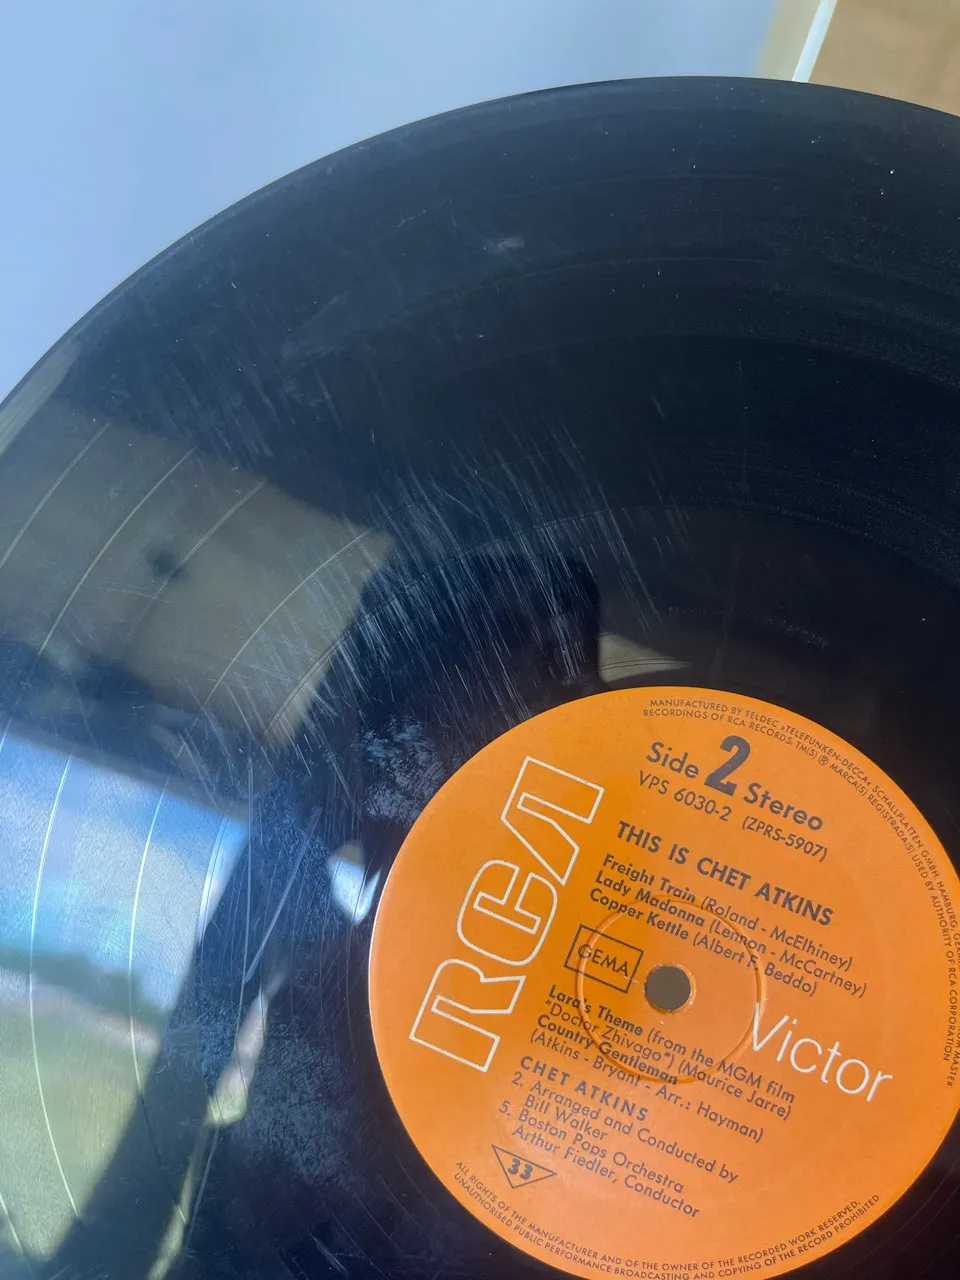 MANUFACTURED BY TELDEC »TELEFUNKEN-DECCA« SCHALLPLATTEN GMBH, HAMBURG,
RECORDINGS OF RCA RECORDS, TM(S) ® MARCA(S) REGISTRADA(S) USED BY AUTHORITY OF RCA CORPORATION
Side 2 Stereo
VPS 6030-2 (ZPRS-5907)
THIS IS CHET ATKINS
Freight Train (Roland - McElhiney)
Lady Madonna (Lennon - McCartney)
Copper Kettle (Albert F. Beddo)
GEMA
RCA
Victor
Lara's Theme (from the MGM film
"Doctor Zhivago") (Maurice Jarre)
Country Gentleman
(Atkins - Bryant - Arr.: Hayman)
CHET ATKINS
2. Arranged and Conducted by
Bill Walker
5. Boston Pops Orchestra
Arthur Fiedler, Conductor
33
ALL RIGHTS OF THE MANUFACTURER AND OF THE OWNER OF THE RECORDED WORK RESERVED.
UNAUTHORISED PUBLIC PERFORMANCE BROADCASTING AND COPYING OF THE RECORD PROHIBITED